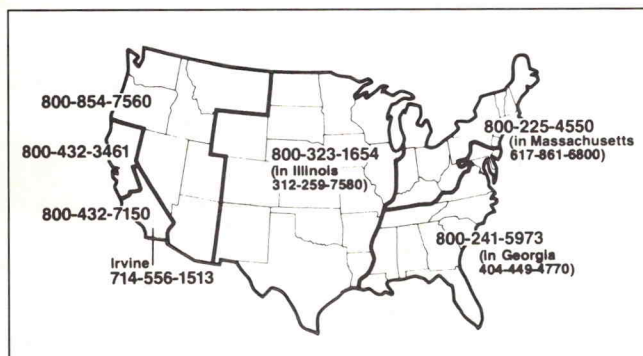 800-854-7560
800-432-3461
800-432-7150
Irvine
714-556-1513
800-323-1654
(in Illinois
312-259-7580)
800-225-4550
(in Massachusetts
617-861-6800)
800-241-5973
(in Georgia
404-449-4770)